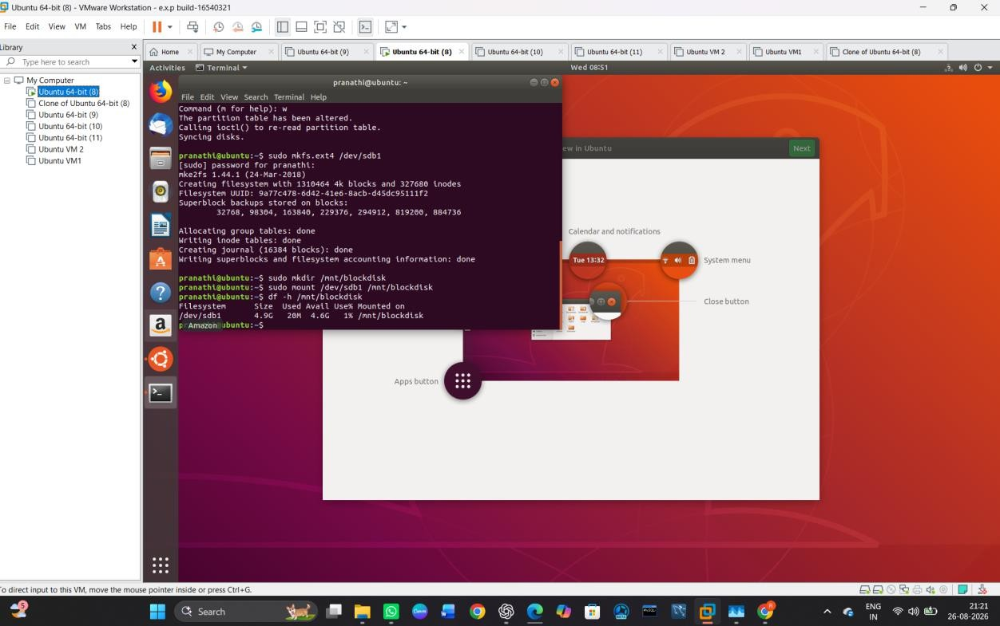 Ubuntu 64-bit (8) - VMware Workstation - e.x.p build-16540321
File Edit View VM Tabs Help
Library
Type here to search
My Computer
Ubuntu 64-bit (8)
Clone of Ubuntu 64-bit (8)
Ubuntu 64-bit (9)
Ubuntu 64-bit (10)
Ubuntu 64-bit (11)
Ubuntu VM 2
Ubuntu VM1
Home My Computer Ubuntu 64-bit (9) Ubuntu 64-bit (8) Ubuntu 64-bit (10) Ubuntu 64-bit (11) Ubuntu VM 2 Ubuntu VM1 Clone of Ubuntu 64-bit (8)
Activities Terminal Wed 08:51
pranathi@ubuntu: ~
File Edit View Search Terminal Help
Command (m for help): w
The partition table has been altered.
Calling ioctl() to re-read partition table.
Syncing disks.
pranathi@ubuntu:~$ sudo mkfs.ext4 /dev/sdb1
[sudo] password for pranathi:
mke2fs 1.44.1 (24-Mar-2018)
Creating filesystem with 1310464 4k blocks and 327680 inodes
Filesystem UUID: 9a77c478-6d42-41e6-8acb-d45dc95111f2
Superblock backups stored on blocks:
32768, 98304, 163840, 229376, 294912, 819200, 884736
Allocating group tables: done
Writing inode tables: done
Creating journal (16384 blocks): done
Writing superblocks and filesystem accounting information: done
pranathi@ubuntu:~$ sudo mkdir /mnt/blockdisk
pranathi@ubuntu:~$ sudo mount /dev/sdb1 /mnt/blockdisk
pranathi@ubuntu:~$ df -h /mnt/blockdisk
Filesystem Size Used Avail Use% Mounted on
/dev/sdb1 4.9G 20M 4.6G 1% /mnt/blockdisk
ubuntu:~$
Amazon
ew in Ubuntu
Next
Calendar and notifications
Tue 13:32
System menu
Close button
Apps button
To direct input to this VM, move the mouse pointer inside or press Ctrl+G.
5
Search
ENG
IN
21:21
26-08-2026